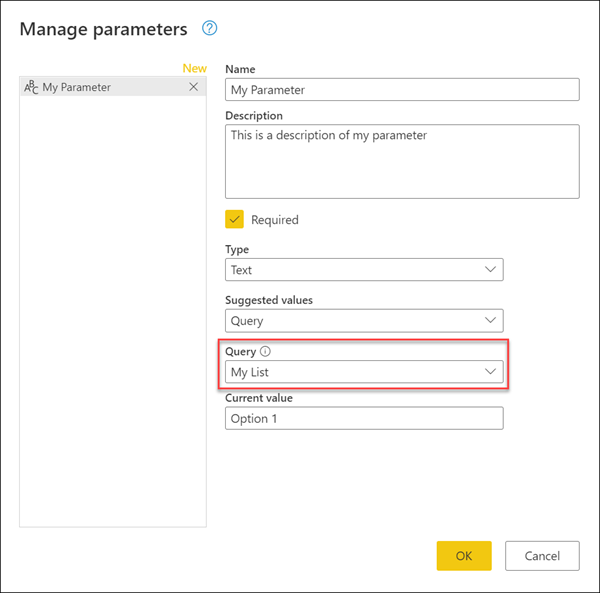 Manage parameters
New
ABC My Parameter
Name
My Parameter
Description
This is a description of my parameter
Required
Type
Text
Suggested values
Query
Query
My List
Current value
Option 1
OK
Cancel